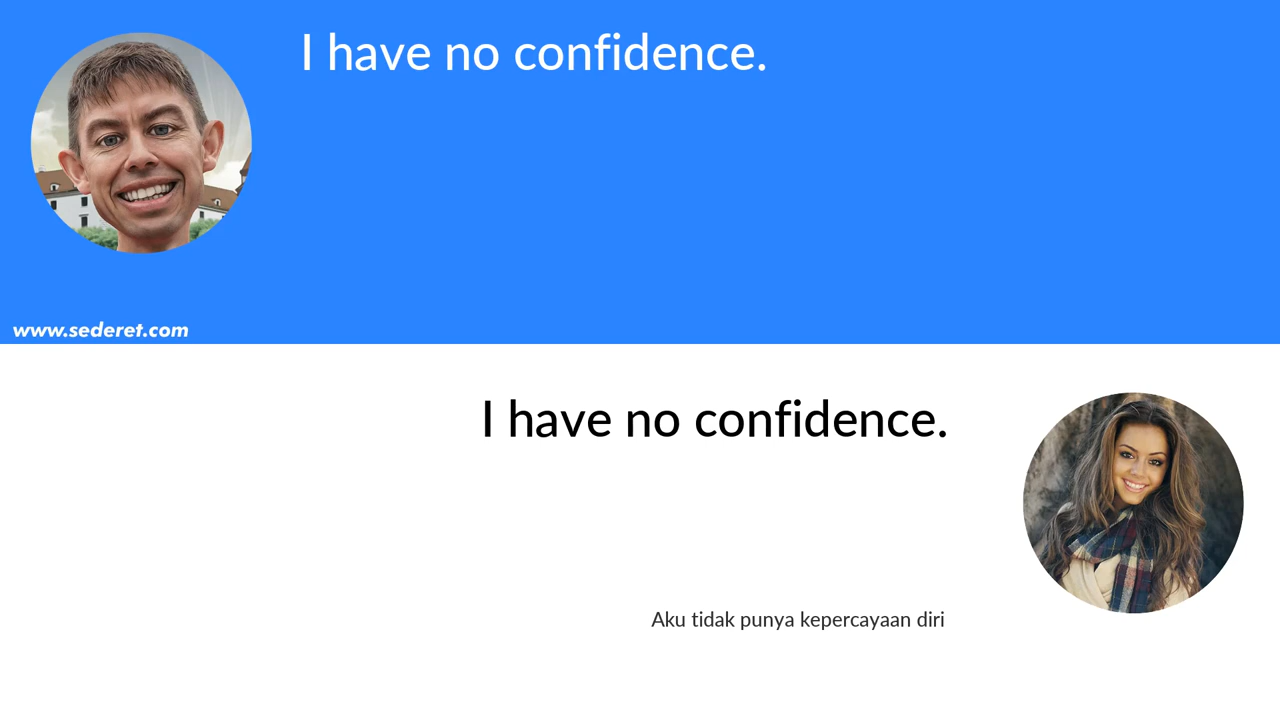 I have no confidence.
www.sederet.com
I have no confidence.
Aku tidak punya kepercayaan diri